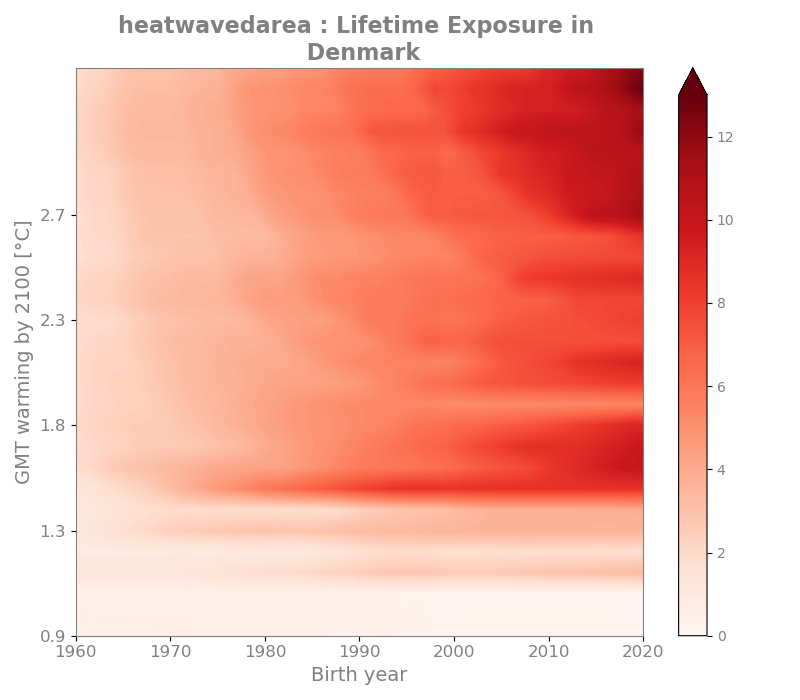 heatwavedarea : Lifetime Exposure in
Denmark
GMT warming by 2100 [°C]
2.7
2.3
1.8
1.3
0.9
1960 1970 1980 1990 2000 2010 2020
Birth year
12
10
8
6
4
2
0